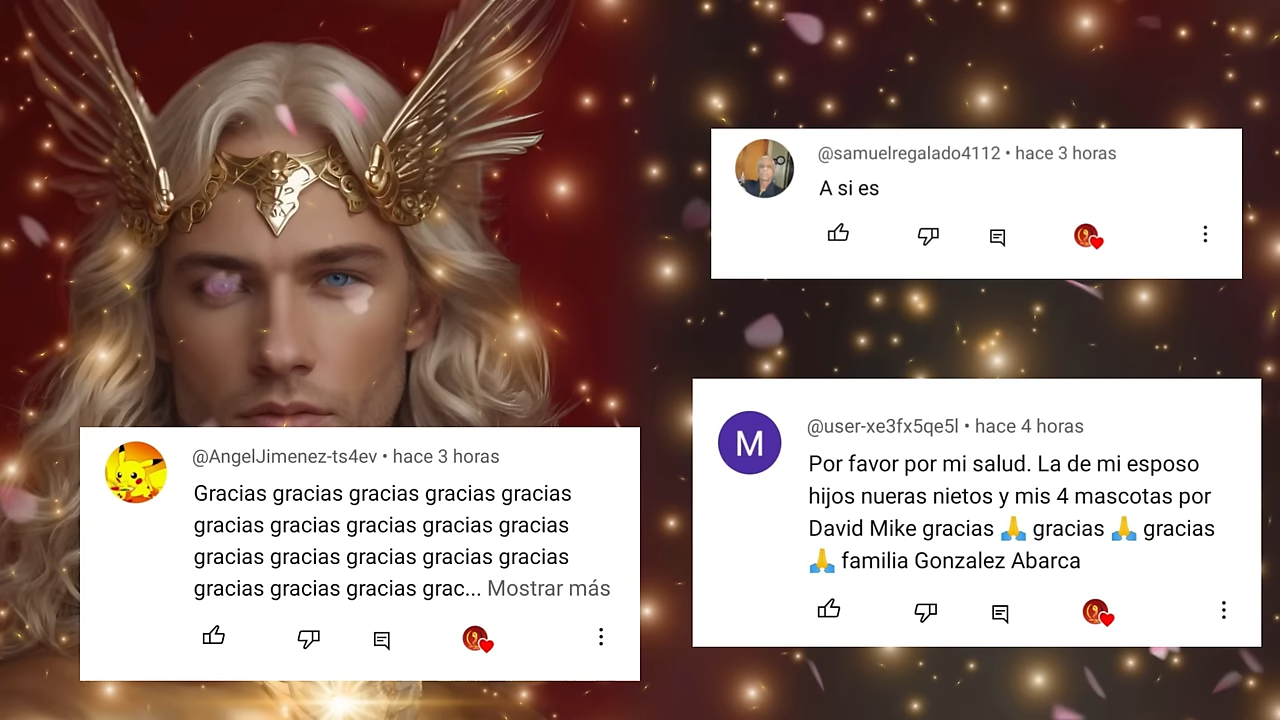 @samuelregalado4112 • hace 3 horas
A si es
@AngelJimenez-ts4ev • hace 3 horas
Gracias gracias gracias gracias gracias
gracias gracias gracias gracias gracias
gracias gracias gracias gracias gracias
gracias gracias gracias grac... Mostrar más
M
@user-xe3fx5qe5l • hace 4 horas
Por favor por mi salud. La de mi esposo
hijos nueras nietos y mis 4 mascotas por
David Mike gracias 🙏 gracias 🙏 gracias
🙏 familia Gonzalez Abarca